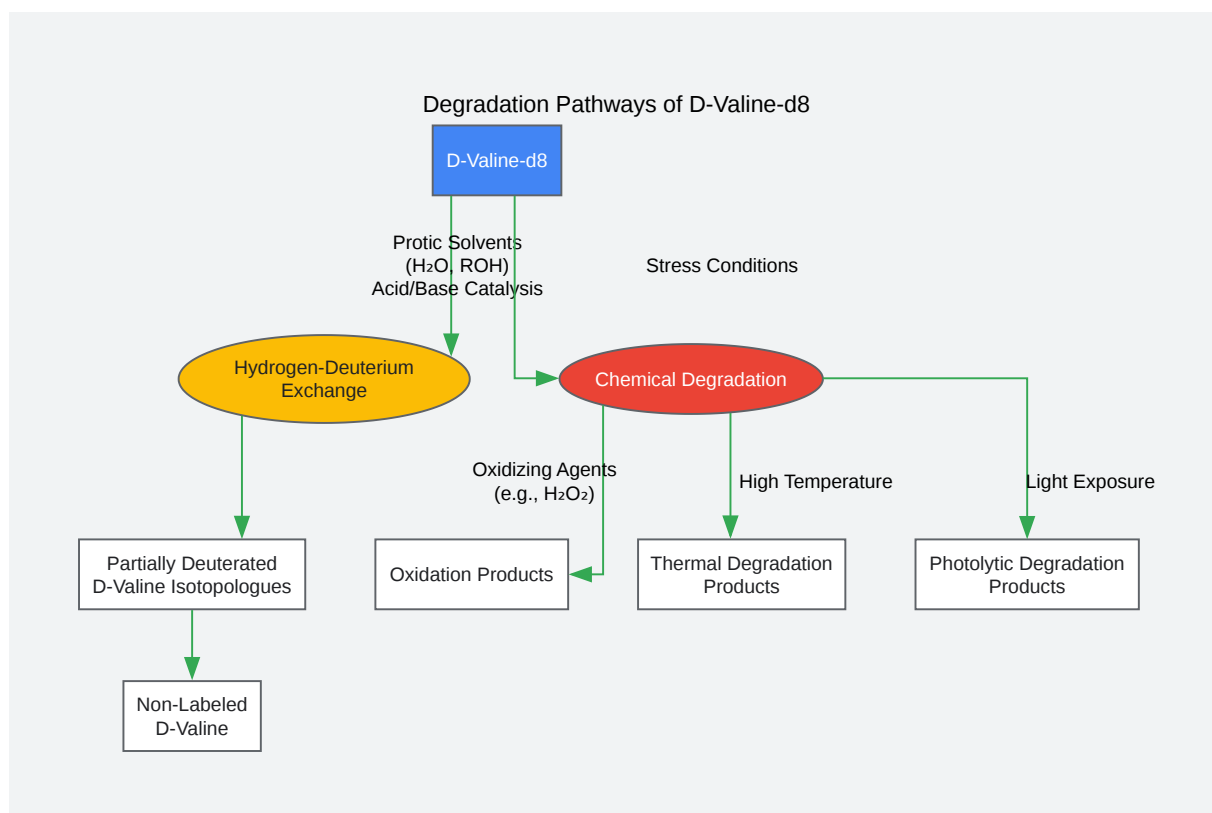 Degradation Pathways of D-Valine-d8
D-Valine-d8
Protic Solvents
(H₂O, ROH)
Acid/Base Catalysis
Stress Conditions
Hydrogen-Deuterium
Exchange
Chemical Degradation
Oxidizing Agents
(e.g., H₂O₂)
High Temperature
Light Exposure
Partially Deuterated
D-Valine Isotopologues
Oxidation Products
Thermal Degradation
Products
Photolytic Degradation
Products
Non-Labeled
D-Valine